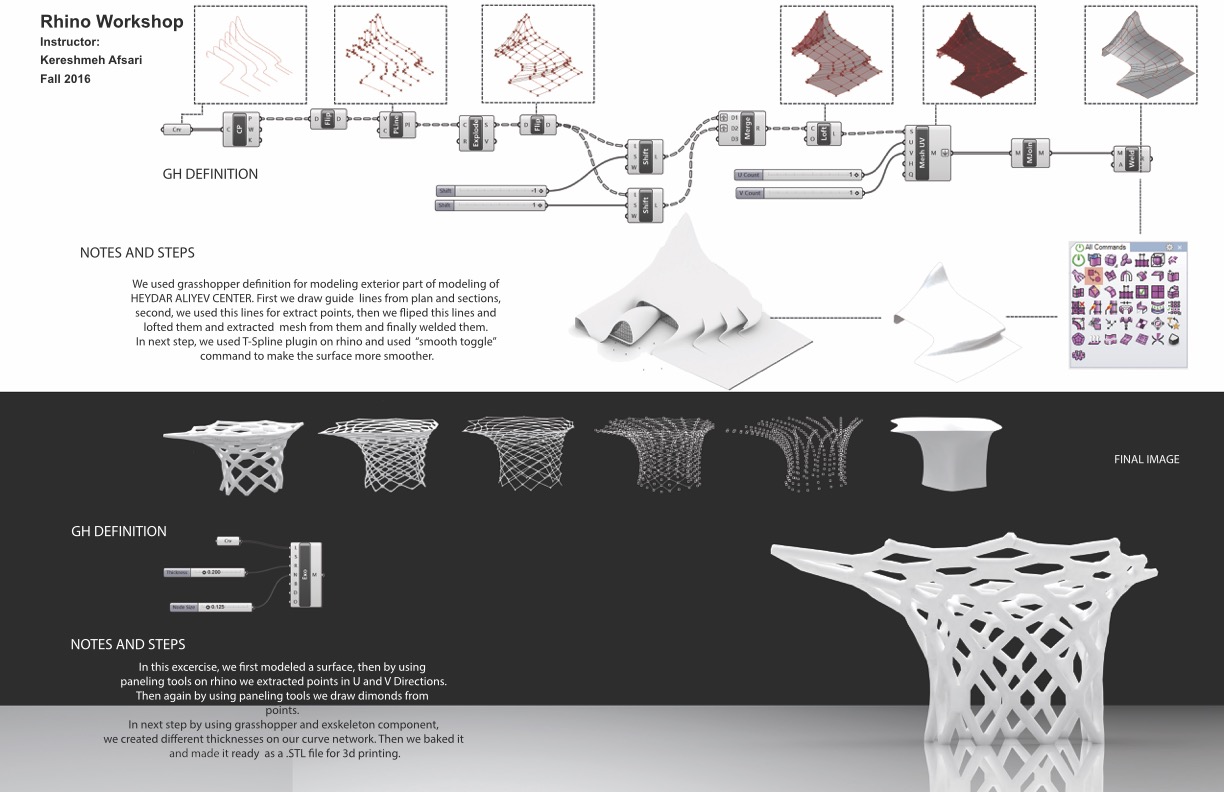 Rhino Workshop
Instructor:
Kereshmeh Afsari
Fall 2016
Crv
C
CP
P
W
K
D
Flip
D
V
C
PLine
Pl
C
R
Explode
S
V
D
Flip
D
L
S
W
Shift
L
L
S
W
Shift
L
Shift
-1
Shift
1
D1
D2
D3
Merge
R
C
O
Loft
L
U Count
1
V Count
1
S
U
V
H
Q
Mesh UV
M
M
MJoin
M
M
A
Weld
GH DEFINITION
NOTES AND STEPS
We used grasshopper definition for modeling exterior part of modeling of
HEYDAR ALIYEV CENTER. First we draw guide lines from plan and sections,
second, we used this lines for extract points, then we fliped this lines and
lofted them and extracted mesh from them and finally welded them.
In next step, we used T-Spline plugin on rhino and used “smooth toggle”
command to make the surface more smoother.
All Commands
FINAL IMAGE
GH DEFINITION
Crv
Thickness
0.200
Node Size
0.125
L
S
R
N
B
D
O
Exo
M
NOTES AND STEPS
In this excercise, we first modeled a surface, then by using
paneling tools on rhino we extracted points in U and V Directions.
Then again by using paneling tools we draw dimonds from
points.
In next step by using grasshopper and exskeleton component,
we created different thicknesses on our curve network. Then we baked it
and made it ready as a .STL file for 3d printing.